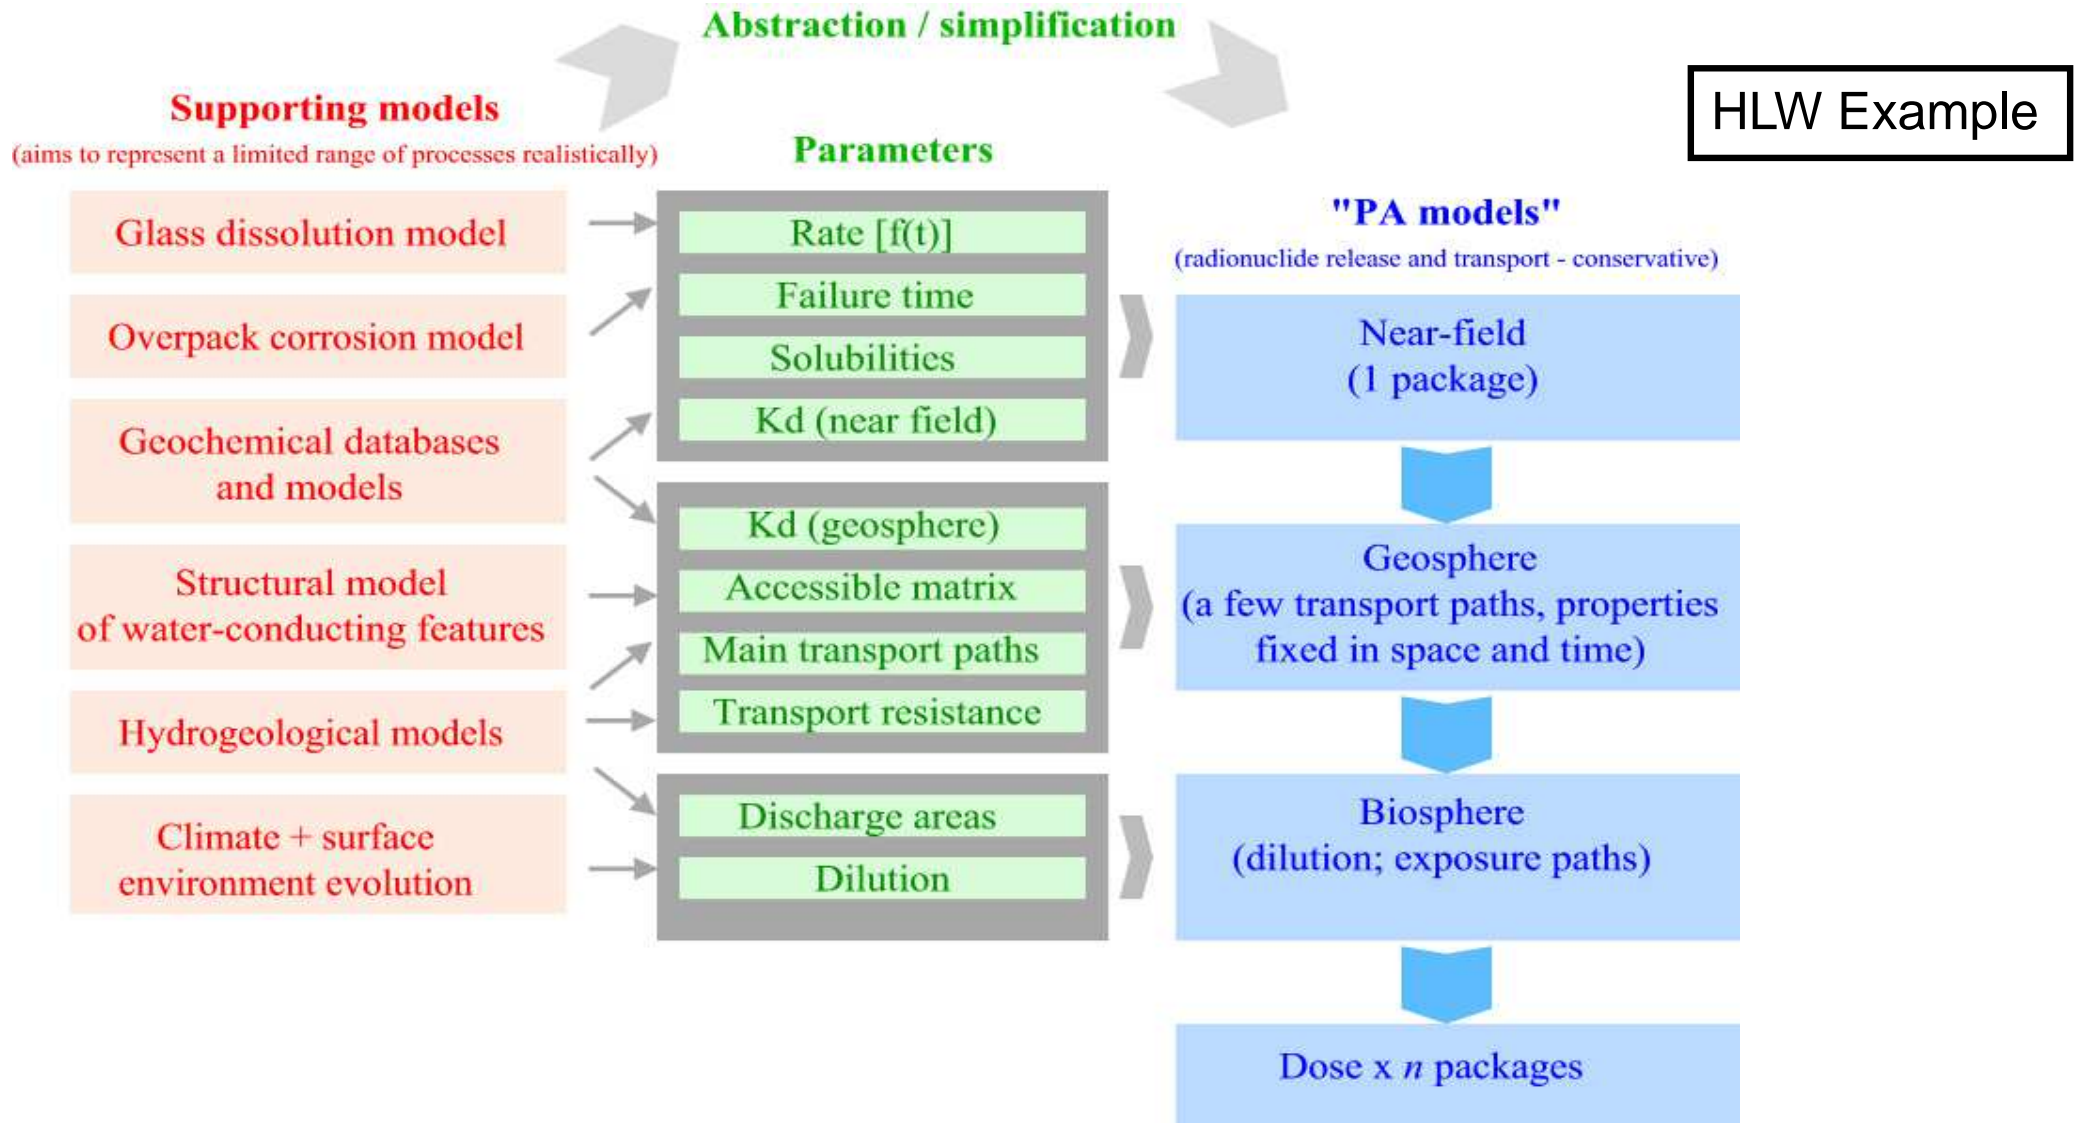 Abstraction / simplification
HLW Example
Supporting models
(aims to represent a limited range of processes realistically)
Glass dissolution model
Overpack corrosion model
Geochemical databases
and models
Structural model
of water-conducting features
Hydrogeological models
Climate + surface
environment evolution
Parameters
Rate [f(t)]
Failure time
Solubilities
Kd (near field)
Kd (geosphere)
Accessible matrix
Main transport paths
Transport resistance
Discharge areas
Dilution
"PA models"
(radionuclide release and transport - conservative)
Near-field
(1 package)
Geosphere
(a few transport paths, properties
fixed in space and time)
Biosphere
(dilution; exposure paths)
Dose x n packages